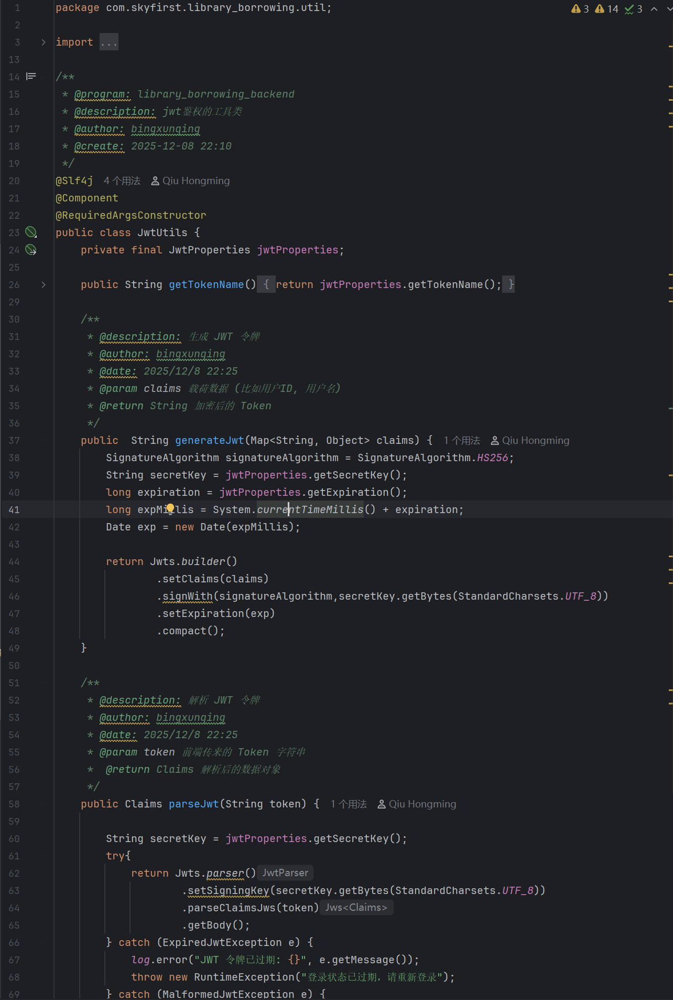 1 package com.skyfirst.library_borrowing.util; 3 14 3
2
3 import ...
13
14 /**
15 * @program: library_borrowing_backend
16 * @description: jwt鉴权的工具类
17 * @author: bingxunqing
18 * @create: 2025-12-08 22:10
19 */
20 @Slf4j 4 个用法 Qiu Hongming
21 @Component
22 @RequiredArgsConstructor
23 public class JwtUtils {
24 private final JwtProperties jwtProperties;
25
26 public String getTokenName() { return jwtProperties.getTokenName(); }
29
30 /**
31 * @description: 生成 JWT 令牌
32 * @author: bingxunqing
33 * @date: 2025/12/8 22:25
34 * @param claims 载荷数据 (比如用户ID, 用户名)
35 * @return String 加密后的 Token
36 */
37 public  String generateJwt(Map<String, Object> claims) { 1 个用法 Qiu Hongming
38 SignatureAlgorithm signatureAlgorithm = SignatureAlgorithm.HS256;
39 String secretKey = jwtProperties.getSecretKey();
40 long expiration = jwtProperties.getExpiration();
41 long expMillis = System.currentTimeMillis() + expiration;
42 Date exp = new Date(expMillis);
43
44 return Jwts.builder()
45 .setClaims(claims)
46 .signWith(signatureAlgorithm,secretKey.getBytes(StandardCharsets.UTF_8))
47 .setExpiration(exp)
48 .compact();
49 }
50
51 /**
52 * @description: 解析 JWT 令牌
53 * @author: bingxunqing
54 * @date: 2025/12/8 22:25
55 * @param token 前端传来的 Token 字符串
56 *  @return Claims 解析后的数据对象
57 */
58 public Claims parseJwt(String token) { 1 个用法 Qiu Hongming
59
60 String secretKey = jwtProperties.getSecretKey();
61 try{
62 return Jwts.parser() JwtParser
63 .setSigningKey(secretKey.getBytes(StandardCharsets.UTF_8))
64 .parseClaimsJws(token) Jws<Claims>
65 .getBody();
66 } catch (ExpiredJwtException e) {
67 log.error("JWT 令牌已过期: {}", e.getMessage());
68 throw new RuntimeException("登录状态已过期，请重新登录");
69 } catch (MalformedJwtException e) {